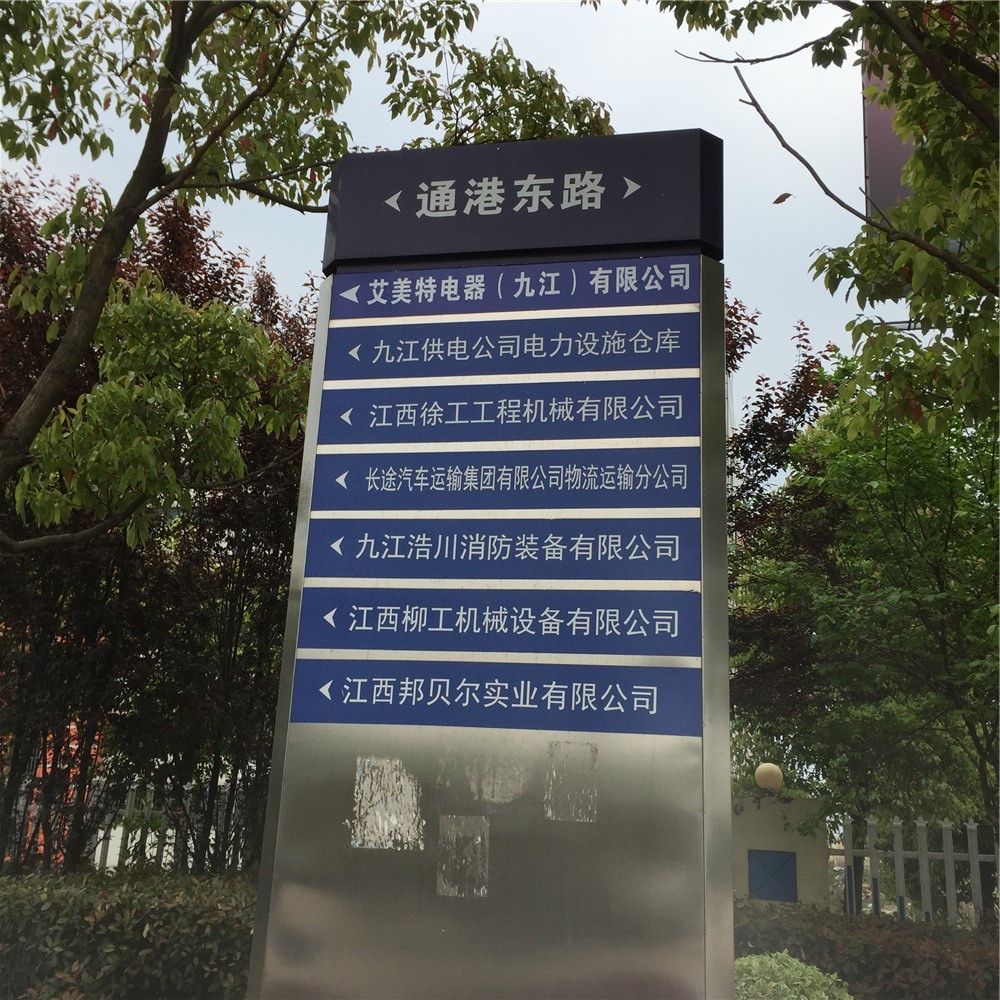 通港东路
艾美特电器（九江）有限公司
九江供电公司电力设施仓库
江西徐工工程机械有限公司
长途汽车运输集团有限公司物流运输分公司
九江浩川消防装备有限公司
江西柳工机械设备有限公司
江西邦贝尔实业有限公司